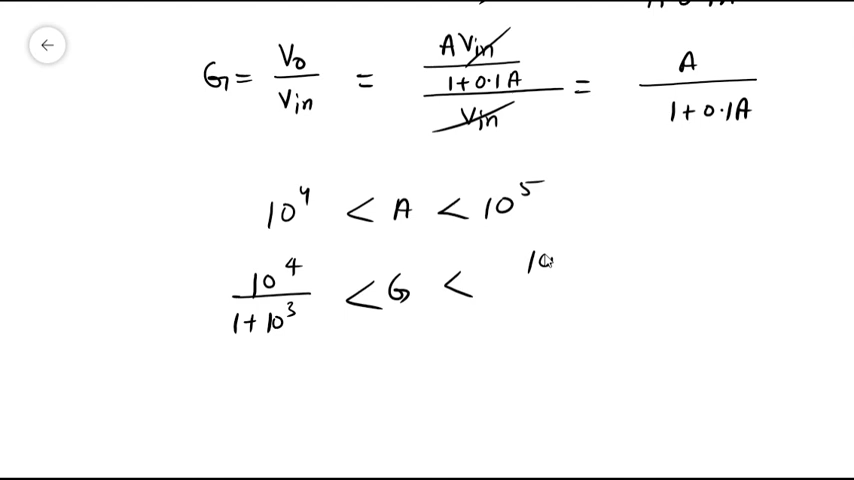 G = Vo/Vin = (AVin/(1+0.1A))/Vin = A/(1+0.1A)
10^4 < A < 10^5
10^4/(1+10^3) < G < 10